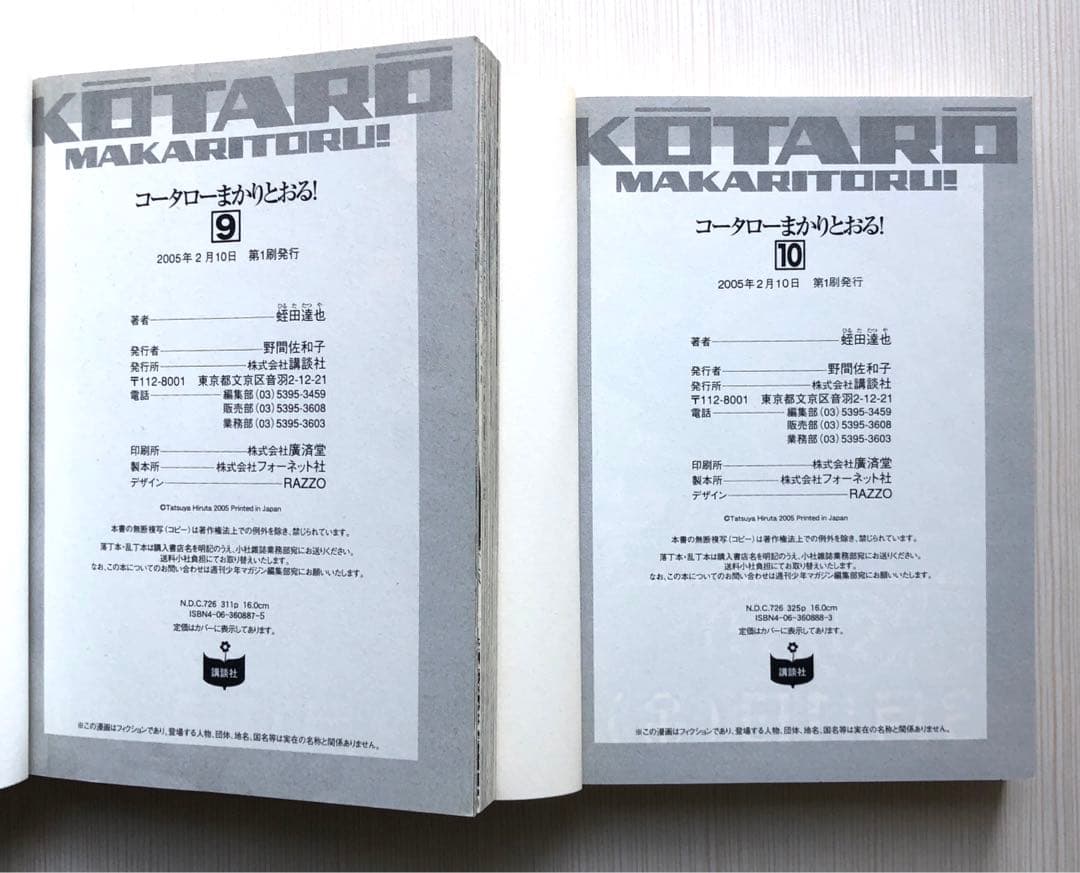 KŌTARŌ
MAKARITORU!
コータローまかりとおる!
9
2005年2月10日 第1刷発行
ひる た たつ や
著者 蛭田達也
発行者 野間佐和子
発行所 株式会社講談社
〒112-8001 東京都文京区音羽2-12-21
電話 編集部(03)5395-3459
販売部(03)5395-3608
業務部(03)5395-3603
印刷所 株式会社廣済堂
製本所 株式会社フォーネット社
デザイン RAZZO
©Tatsuya Hiruta 2005 Printed in Japan
本書の無断複写(コピー)は著作権法上での例外を除き、禁じられています。
落丁本・乱丁本は購入書店名を明記のうえ、小社雑誌業務部宛にお送りください。
送料小社負担にてお取り替えいたします。
なお、この本についてのお問い合わせは週刊少年マガジン編集部宛にお願いいたします。
N.D.C.726 311p 16.0cm
ISBN4-06-360887-5
定価はカバーに表示してあります。
講談社
※この漫画はフィクションであり、登場する人物、団体、地名、国名等は実在の名称と関係ありません。
KŌTARŌ
MAKARITORU!
コータローまかりとおる!
10
2005年2月10日 第1刷発行
ひる た たつ や
著者 蛭田達也
発行者 野間佐和子
発行所 株式会社講談社
〒112-8001 東京都文京区音羽2-12-21
電話 編集部(03)5395-3459
販売部(03)5395-3608
業務部(03)5395-3603
印刷所 株式会社廣済堂
製本所 株式会社フォーネット社
デザイン RAZZO
©Tatsuya Hiruta 2005 Printed in Japan
本書の無断複写(コピー)は著作権法上での例外を除き、禁じられています。
落丁本・乱丁本は購入書店名を明記のうえ、小社雑誌業務部宛にお送りください。
送料小社負担にてお取り替えいたします。
なお、この本についてのお問い合わせは週刊少年マガジン編集部宛にお願いいたします。
N.D.C.726 325p 16.0cm
ISBN4-06-360888-3
定価はカバーに表示してあります。
講談社
※この漫画はフィクションであり、登場する人物、団体、地名、国名等は実在の名称と関係ありません。